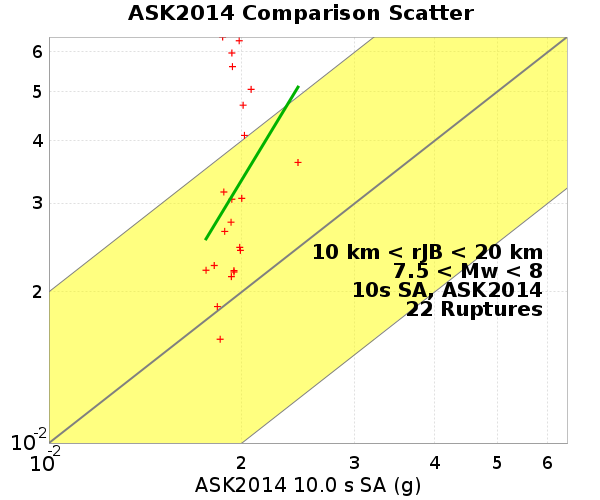 ASK2014 Comparison Scatter
6
5
4
3
2
10-2
10 km < rJB < 20 km
7.5 < Mw < 8
10s SA, ASK2014
22 Ruptures
10-2 2 3 4 5 6
ASK2014 10.0 s SA (g)